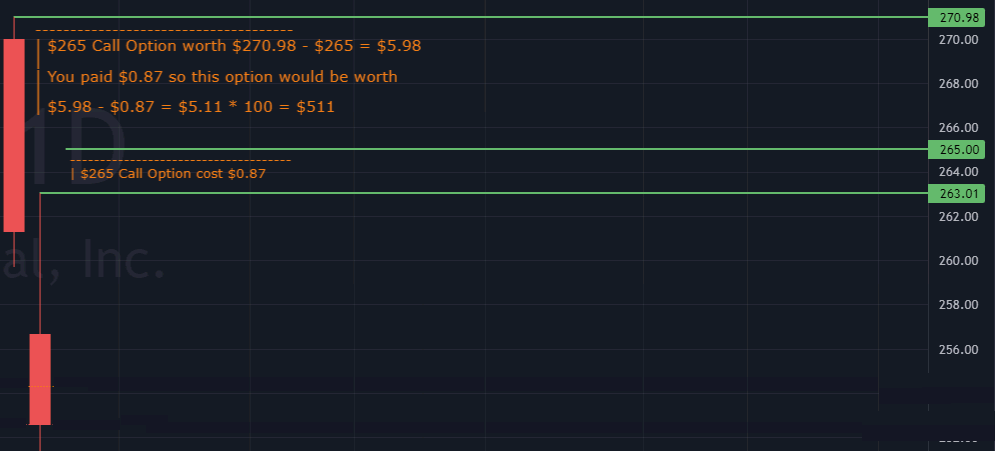 270.98
---------------------------------
| $265 Call Option worth $270.98 - $265 = $5.98
270.00
| You paid $0.87 so this option would be worth
268.00
| $5.98 - $0.87 = $5.11 * 100 = $511
266.00
1D
265.00
---------------------------------
| $265 Call Option cost $0.87
264.00
263.01
262.00
al, Inc.
260.00
258.00
256.00